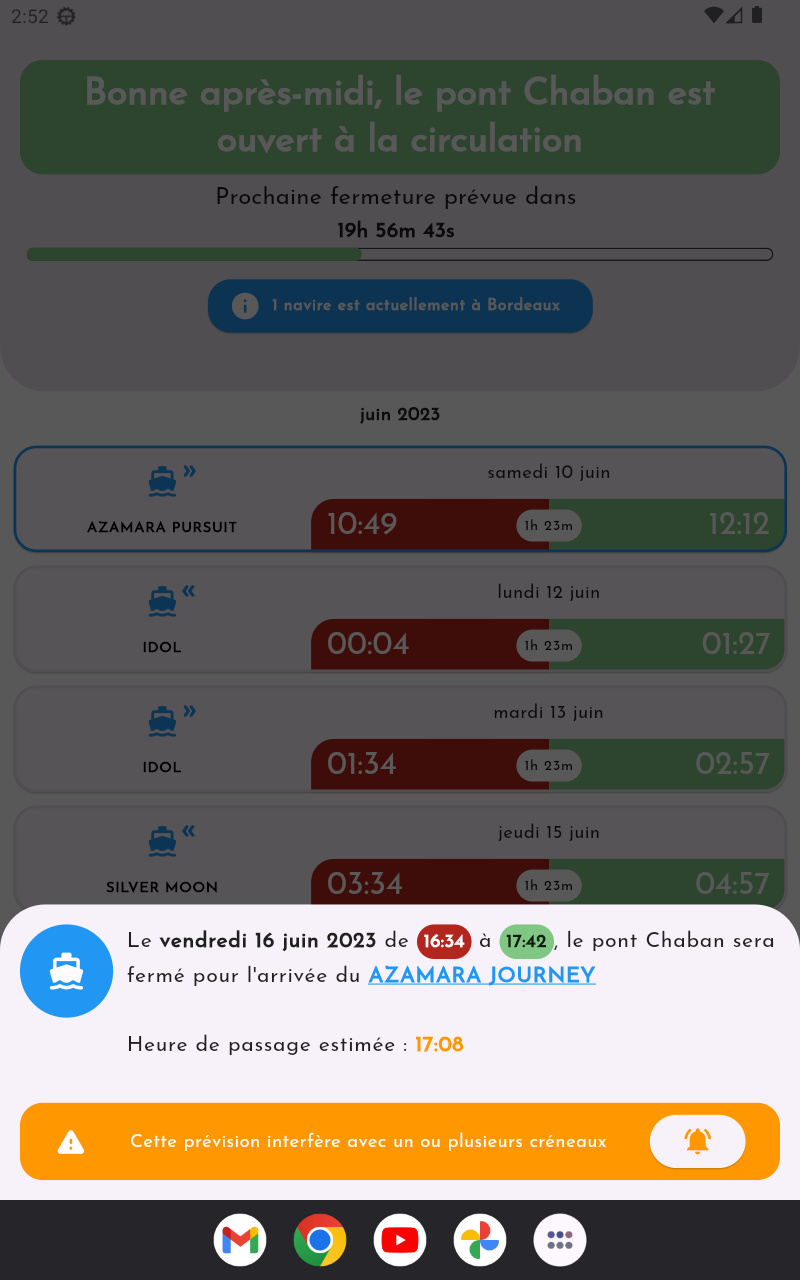 2:52
Bonne après-midi, le pont Chaban est
ouvert à la circulation
Prochaine fermeture prévue dans
19h 56m 43s
1 navire est actuellement à Bordeaux
juin 2023
samedi 10 juin
AZAMARA PURSUIT
10:49 1h 23m 12:12
lundi 12 juin
IDOL
00:04 1h 23m 01:27
mardi 13 juin
IDOL
01:34 1h 23m 02:57
jeudi 15 juin
SILVER MOON
03:34 1h 23m 04:57
Le vendredi 16 juin 2023 de 16:34 à 17:42, le pont Chaban sera
fermé pour l'arrivée du AZAMARA JOURNEY
Heure de passage estimée : 17:08
Cette prévision interfère avec un ou plusieurs créneaux